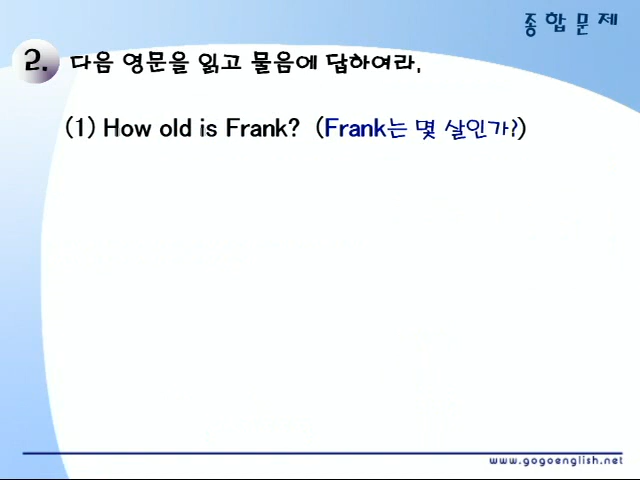 종합문제
2. 다음 영문을 읽고 물음에 답하여라.
(1) How old is Frank? (Frank는 몇 살인가?)
www.gogoenglish.net